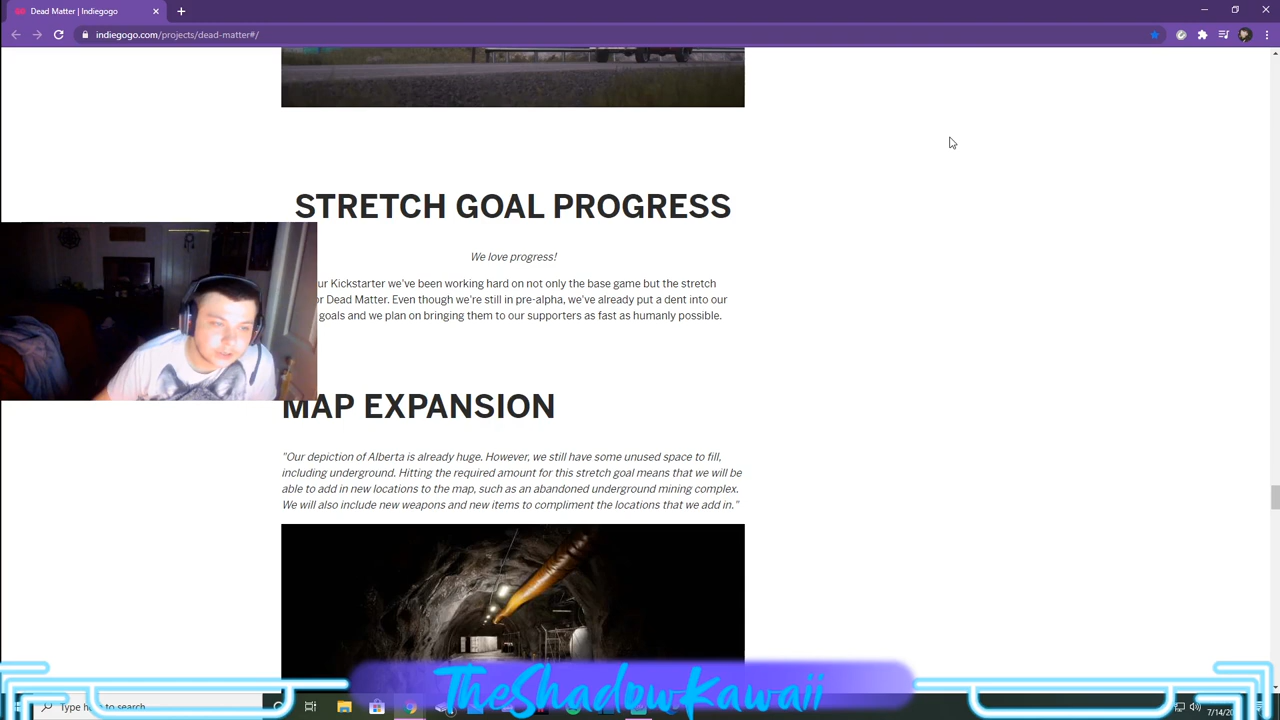 Dead Matter | Indiegogo
indiegogo.com/projects/dead-matter#/
STRETCH GOAL PROGRESS
We love progress!
ur Kickstarter we've been working hard on not only the base game but the stretch
or Dead Matter. Even though we're still in pre-alpha, we've already put a dent into our
goals and we plan on bringing them to our supporters as fast as humanly possible.
MAP EXPANSION
"Our depiction of Alberta is already huge. However, we still have some unused space to fill,
including underground. Hitting the required amount for this stretch goal means that we will be
able to add in new locations to the map, such as an abandoned underground mining complex.
We will also include new weapons and new items to compliment the locations that we add in."
TheShadowKawaii
Type here to search
7/14/20